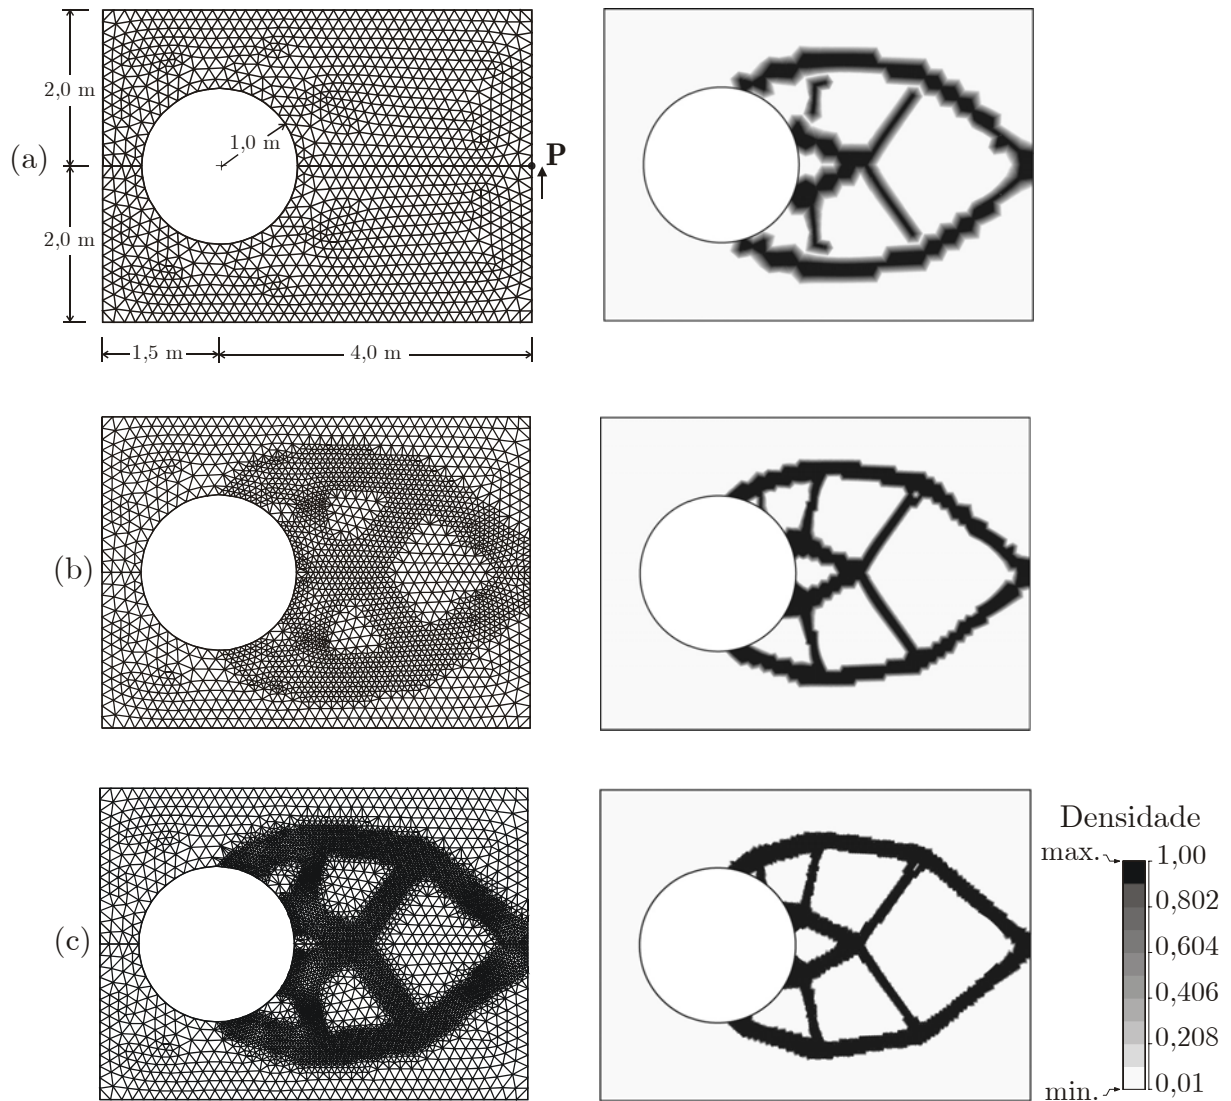 2,0 m
(a)
1,0 m
P
2,0 m
1,5 m
4,0 m
(b)
(c)
Densidade
max.
1,00
0,802
0,604
0,406
0,208
min.
0,01